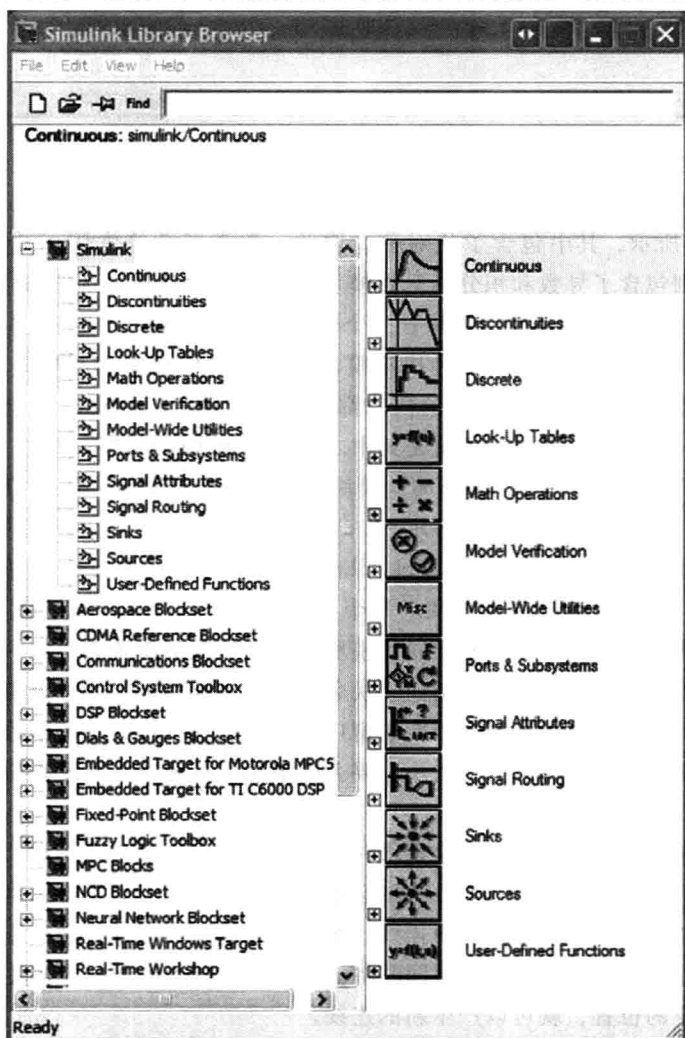 Simulink Library Browser
File Edit View Help
Find
Continuous: simulink/Continuous
Simulink
Continuous
Discontinuities
Discrete
Look-Up Tables
Math Operations
Model Verification
Model-Wide Utilities
Ports & Subsystems
Signal Attributes
Signal Routing
Sinks
Sources
User-Defined Functions
Aerospace Blockset
CDMA Reference Blockset
Communications Blockset
Control System Toolbox
DSP Blockset
Dials & Gauges Blockset
Embedded Target for Motorola MPC5
Embedded Target for TI C6000 DSP
Fixed-Point Blockset
Fuzzy Logic Toolbox
MPC Blocks
NCD Blockset
Neural Network Blockset
Real-Time Windows Target
Real-Time Workshop
Continuous
Discontinuities
Discrete
y=f(u)
Look-Up Tables
+ −
÷ ×
Math Operations
Model Verification
Misc
Model-Wide Utilities
Ports & Subsystems
Signal Attributes
Signal Routing
Sinks
Sources
User-Defined Functions
Ready